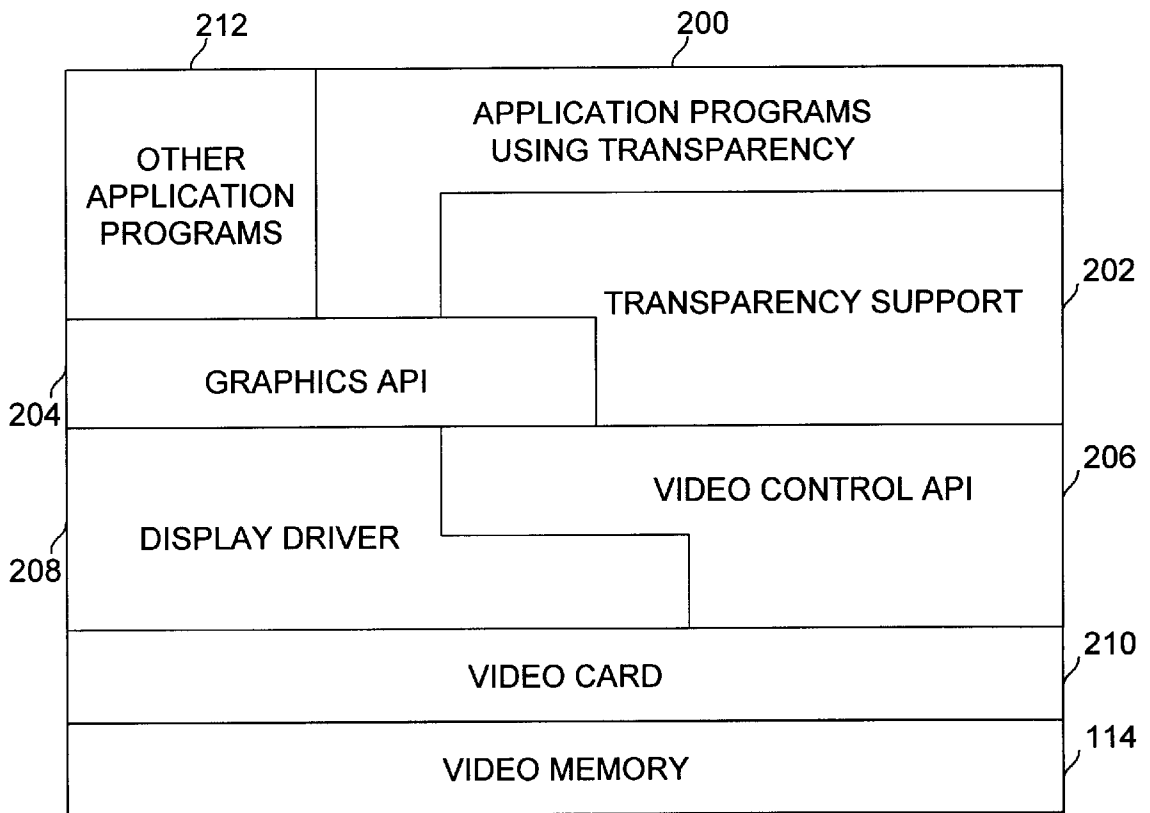 212
200
APPLICATION PROGRAMS
USING TRANSPARENCY
OTHER
APPLICATION
PROGRAMS
202
TRANSPARENCY SUPPORT
GRAPHICS API
204
206
VIDEO CONTROL API
DISPLAY DRIVER
208
210
VIDEO CARD
114
VIDEO MEMORY